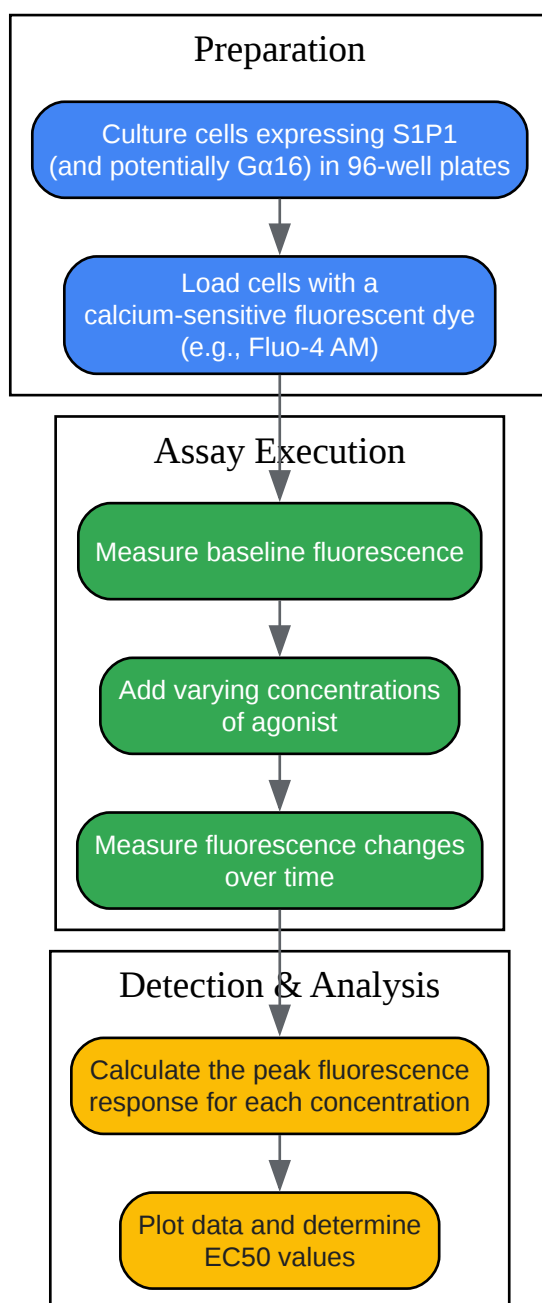 Preparation
Culture cells expressing S1P1
(and potentially Gα16) in 96-well plates
Load cells with a
calcium-sensitive fluorescent dye
(e.g., Fluo-4 AM)
Assay Execution
Measure baseline fluorescence
Add varying concentrations
of agonist
Measure fluorescence changes
over time
Detection & Analysis
Calculate the peak fluorescence
response for each concentration
Plot data and determine
EC50 values